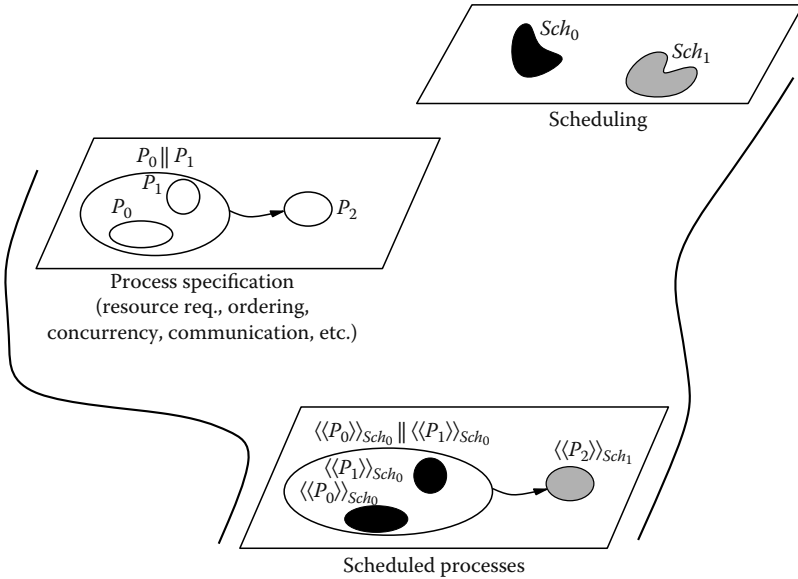 Sch₀
Sch₁
Scheduling
P₀ || P₁
P₁
P₀
P₂
Process specification
(resource req., ordering,
concurrency, communication, etc.)
⟨⟨P₀⟩⟩Sch₀ || ⟨⟨P₁⟩⟩Sch₀
⟨⟨P₂⟩⟩Sch₁
⟨⟨P₁⟩⟩Sch₀
⟨⟨P₀⟩⟩Sch₀
Scheduled processes